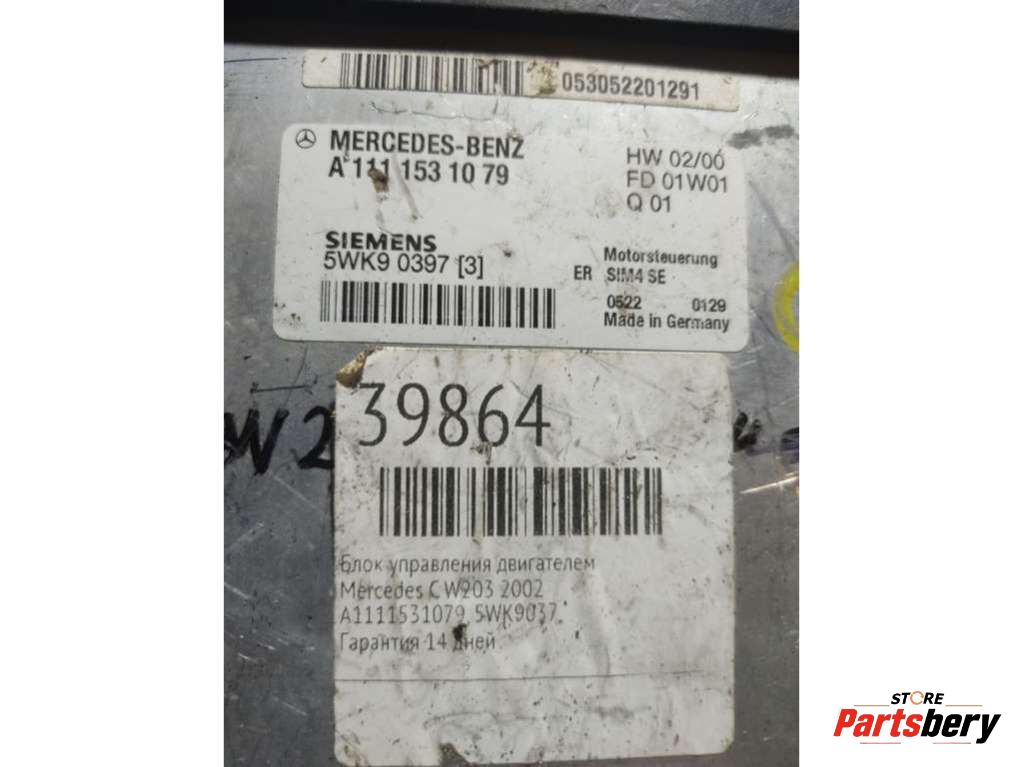 053052201291
MERCEDES-BENZ
A 111 153 10 79
HW 02/00
FD 01W01
Q 01
SIEMENS
5WK9 0397 [3]
Motorsteuerung
ER SIM4 SE
0522 0129
Made in Germany
39864
W2
Блок управления двигателем
Mercedes C W203 2002
A1111531079 5WK9037.
Гарантия 14 дней
STORE
Partsbery